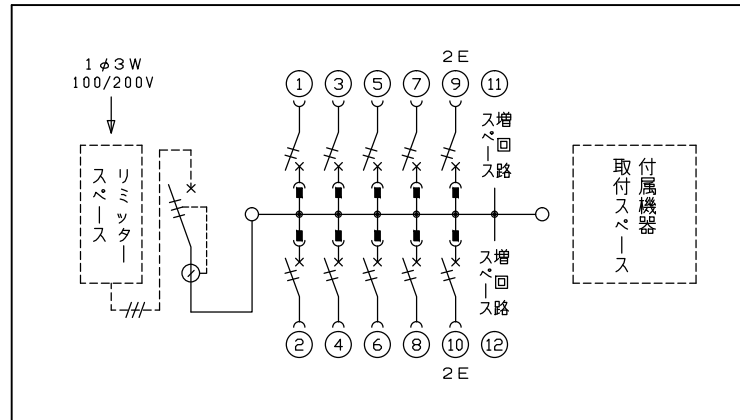 1φ3W
100/200V
リミッター
スペース
2E
1 3 5 7 9 11
増回路
スペース
増回路
スペース
2 4 6 8 10 12
2E
付属機器
取付スペース